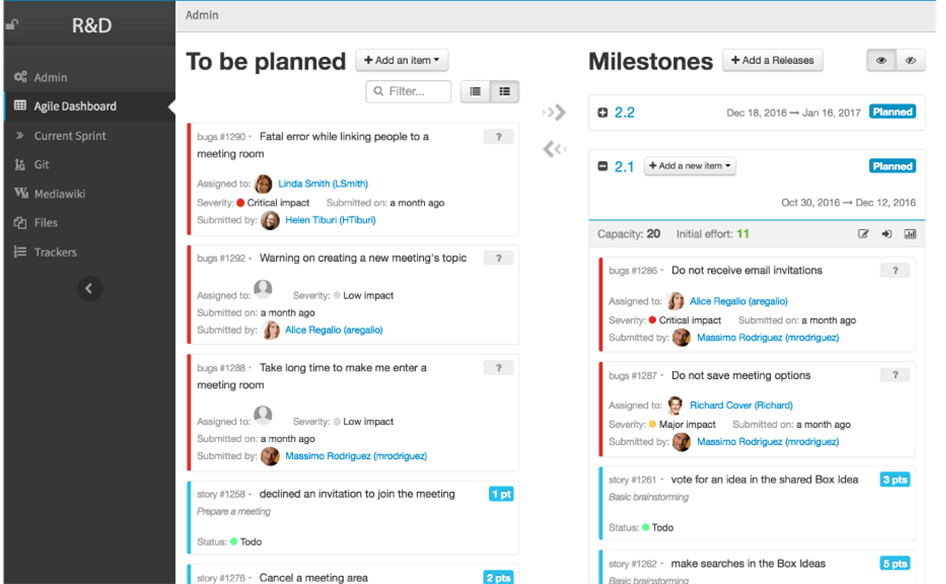 R&D
Admin
Agile Dashboard
Current Sprint
Git
Mediawiki
Files
Trackers
Admin
To be planned
Add an item
Filter...
bugs #1290 - Fatal error while linking people to a
meeting room
?
Assigned to: Linda Smith (LSmith)
Severity: Critical impact Submitted on: a month ago
Submitted by: Helen Tiburi (HTiburi)
bugs #1292 - Warning on creating a new meeting's topic
?
Assigned to: Severity: Low impact
Submitted on: a month ago
Submitted by: Alice Regalio (aregalio)
bugs #1288 - Take long time to make me enter a
meeting room
?
Assigned to: Severity: Low impact
Submitted on: a month ago
Submitted by: Massimo Rodriguez (mrodriguez)
story #1258 - declined an invitation to join the meeting
1 pt
Prepare a meeting
Status: Todo
story #1276 - Cancel a meeting area
2 pts
Milestones
Add a Releases
2.2
Dec 18, 2016 → Jan 16, 2017 Planned
2.1
Add a new item
Planned
Oct 30, 2016 → Dec 12, 2016
Capacity: 20 Initial effort: 11
bugs #1286 - Do not receive email invitations
?
Assigned to: Alice Regalio (aregalio)
Severity: Critical impact Submitted on: a month ago
Submitted by: Massimo Rodriguez (mrodriguez)
bugs #1287 - Do not save meeting options
?
Assigned to: Richard Cover (Richard)
Severity: Major impact Submitted on: a month ago
Submitted by: Massimo Rodriguez (mrodriguez)
story #1261 - vote for an idea in the shared Box Idea
3 pts
Basic brainstorming
Status: Todo
story #1262 - make searches in the Box Ideas
5 pts
Basic brainstorming